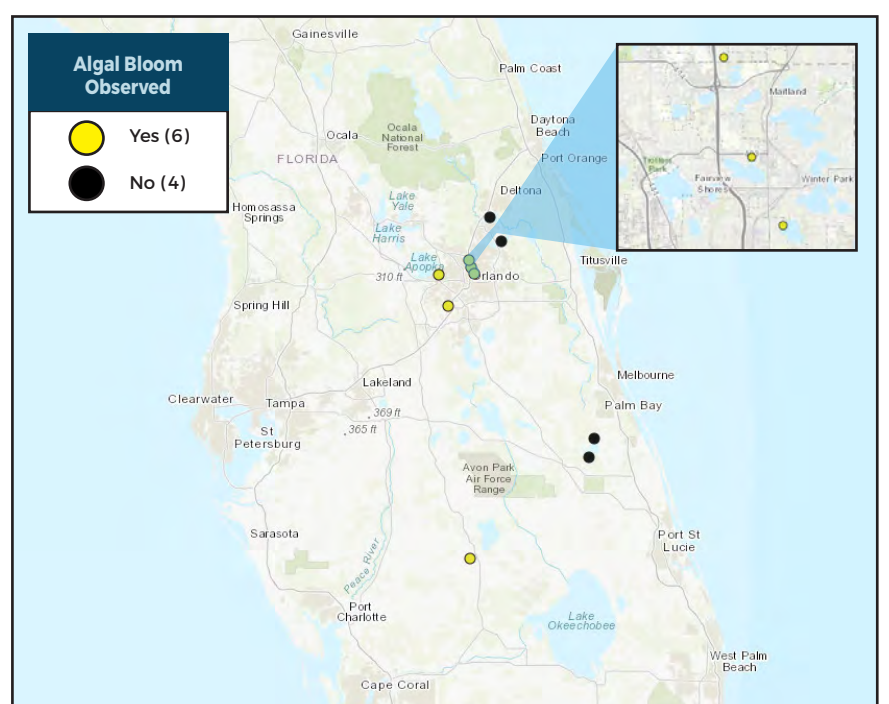 Algal Bloom
Observed
Yes (6)
No (4)
Gainesville
Palm Coast
Ocala
Ocala
National
Forest
Daytona
Beach
FLORIDA
Port Orange
Deltona
Homosassa
Springs
Lake
Yale
Lake
Harris
Lake
Apopka
310 ft
Orlando
Titusville
Spring Hill
Maitland
Fairview
Shores
Winter Park
Melbourne
Lakeland
Clearwater
Tampa
369 ft
365 ft
Palm Bay
St
Petersburg
Avon Park
Air Force
Range
Sarasota
Peace River
Port St
Lucie
Port
Charlotte
Lake
Okeechobee
West Palm
Beach
Cape Coral